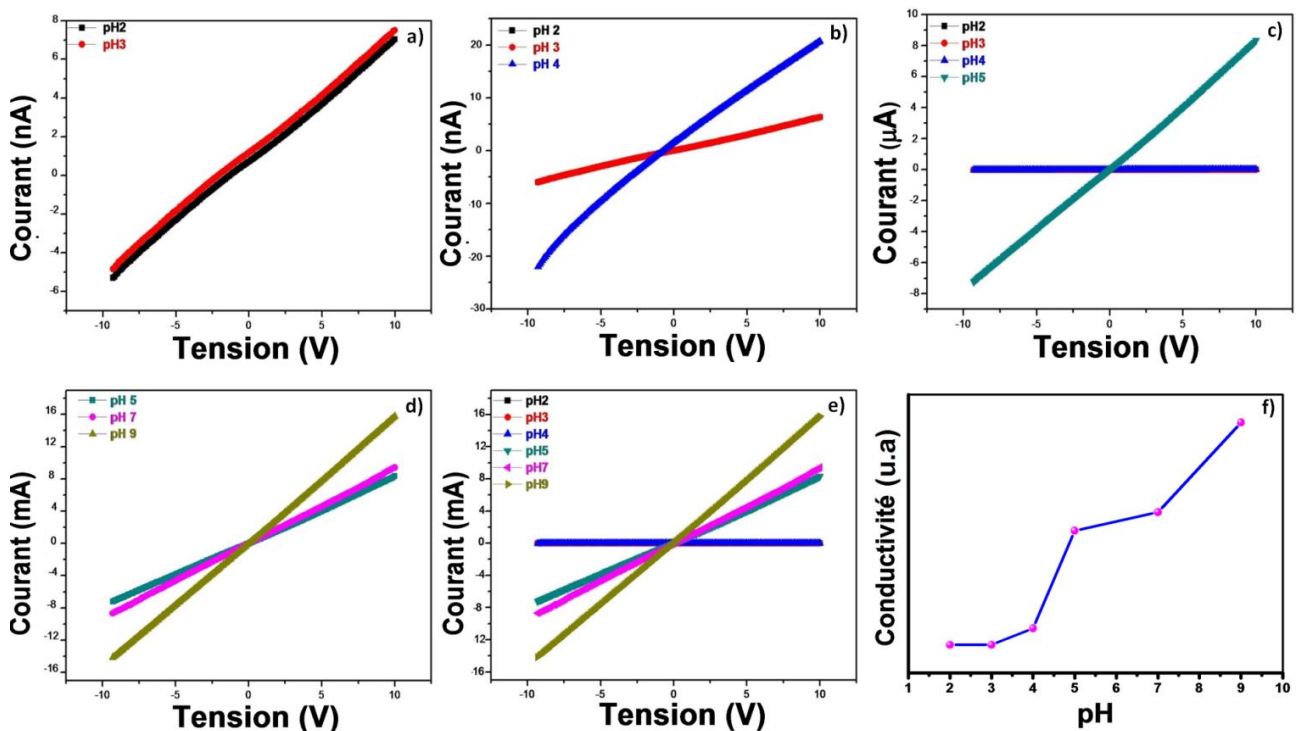 a)
pH2
pH3
Courant (nA)
8
6
4
2
0
-2
-4
-6
-10
-5
0
5
10
Tension (V)
b)
pH 2
pH 3
pH 4
Courant (nA)
20
10
0
-10
-20
-30
-10
-5
0
5
10
Tension (V)
c)
pH2
pH3
pH4
pH5
Courant (μA)
10
8
6
4
2
0
-2
-4
-6
-8
-10
-5
0
5
10
Tension (V)
d)
pH 5
pH 7
pH 9
Courant (mA)
16
12
8
4
0
-4
-8
-12
-16
-10
-5
0
5
10
Tension (V)
e)
pH2
pH3
pH4
pH5
pH7
pH9
Courant (mA)
16
12
8
4
0
-4
-8
-12
-16
-10
-5
0
5
10
Tension (V)
f)
Conductivité (u.a)
1 2 3 4 5 6 7 8 9 10
pH